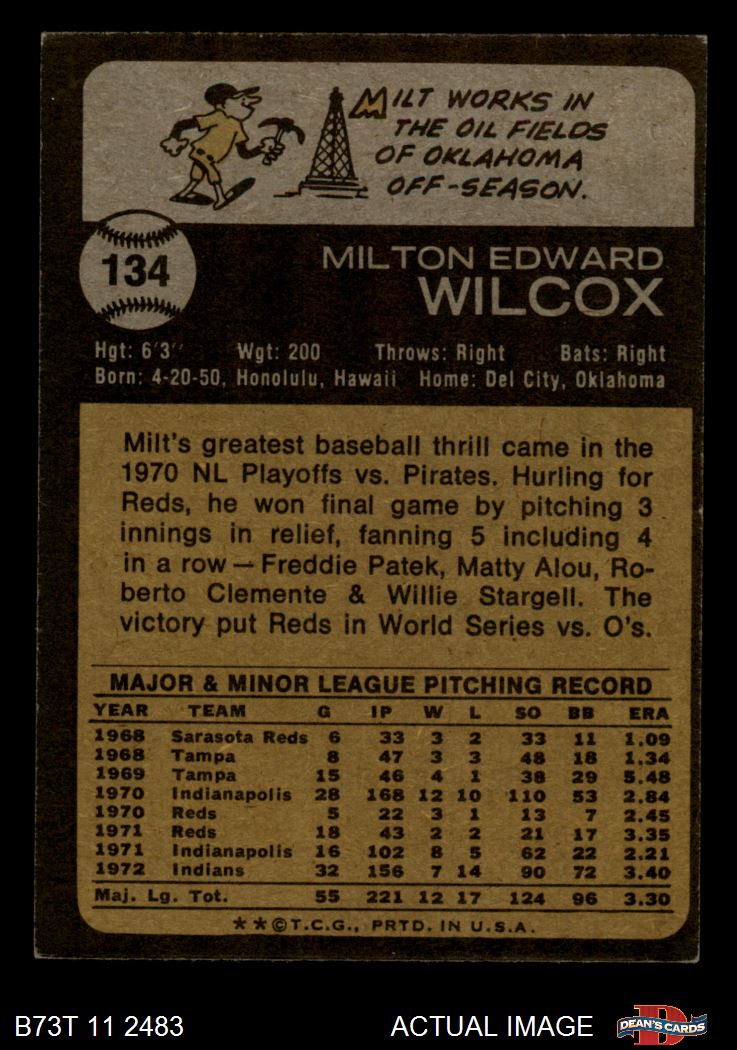 MILT WORKS IN
THE OIL FIELDS
OF OKLAHOMA
OFF-SEASON.
134
MILTON EDWARD
WILCOX
Hgt: 6'3" Wgt: 200 Throws: Right Bats: Right
Born: 4-20-50, Honolulu, Hawaii Home: Del City, Oklahoma
Milt's greatest baseball thrill came in the
1970 NL Playoffs vs. Pirates. Hurling for
Reds, he won final game by pitching 3
innings in relief, fanning 5 including 4
in a row — Freddie Patek, Matty Alou, Ro-
berto Clemente & Willie Stargell. The
victory put Reds in World Series vs. O's.
MAJOR & MINOR LEAGUE PITCHING RECORD
YEAR TEAM G IP W L SO BB ERA
1968 Sarasota Reds 6 33 3 2 33 11 1.09
1968 Tampa 8 47 3 3 48 18 1.34
1969 Tampa 15 46 4 1 38 29 5.48
1970 Indianapolis 28 168 12 10 110 53 2.84
1970 Reds 5 22 3 1 13 7 2.45
1971 Reds 18 43 2 2 21 17 3.35
1971 Indianapolis 16 102 8 5 62 22 2.21
1972 Indians 32 156 7 14 90 72 3.40
Maj. Lg. Tot. 55 221 12 17 124 96 3.30
**©T.C.G., PRTD. IN U.S.A.
B73T 11 2483 ACTUAL IMAGE D DEAN'S CARDS